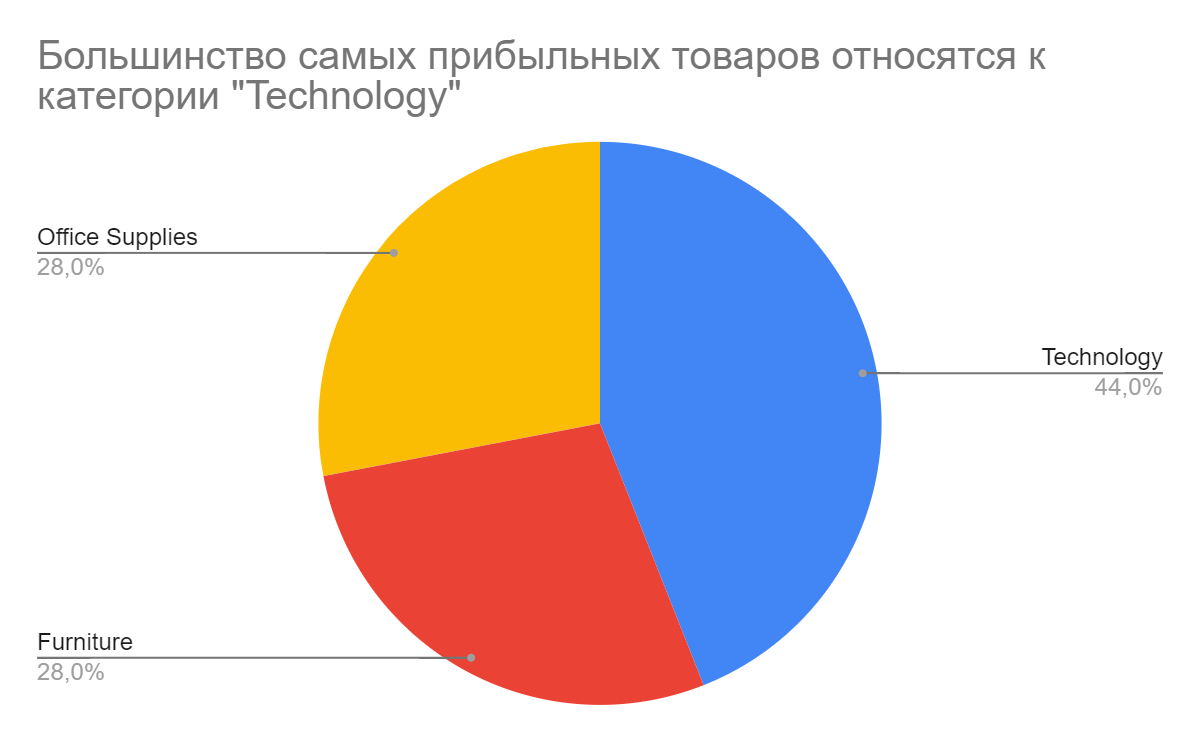 Большинство самых прибыльных товаров относятся к
категории "Technology"
Office Supplies
28,0%
Technology
44,0%
Furniture
28,0%